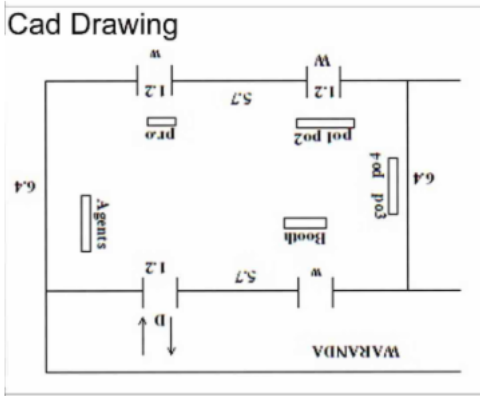 Cad Drawing
w
W
1.2
5.7
1.2
pro
po1 po2
6.4
Agents
po3 po4
6.4
Booth
1.2
5.7
w
D
WARANDA